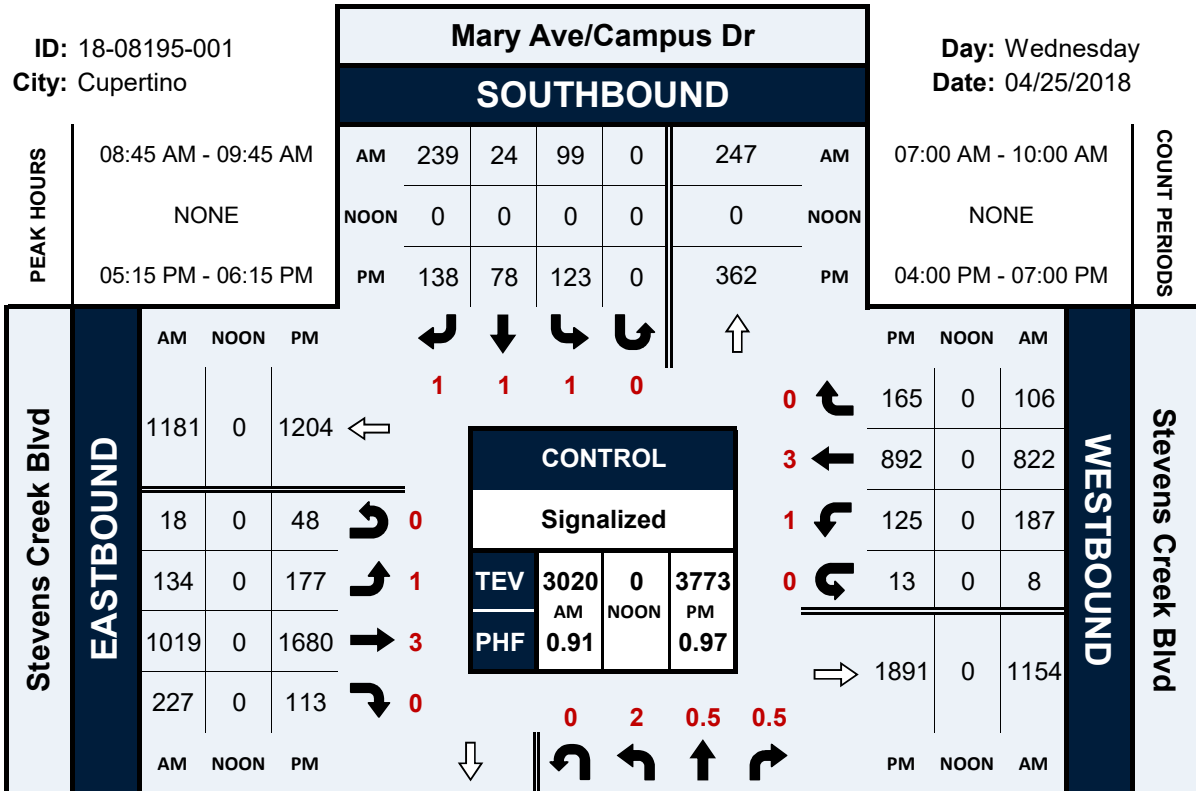 ID: 18-08195-001
City: Cupertino
Mary Ave/Campus Dr
SOUTHBOUND
Day: Wednesday
Date: 04/25/2018
PEAK HOURS
08:45 AM - 09:45 AM
NONE
05:15 PM - 06:15 PM
AM 239 24 99 0 247 AM
NOON 0 0 0 0 0 NOON
PM 138 78 123 0 362 PM
07:00 AM - 10:00 AM
NONE
04:00 PM - 07:00 PM
COUNT PERIODS
1 1 1 0
Stevens Creek Blvd
EASTBOUND
AM NOON PM
1181 0 1204
18 0 48 0
134 0 177 1
1019 0 1680 3
227 0 113 0
AM NOON PM
CONTROL
Signalized
TEV 3020 0 3773
AM NOON PM
PHF 0.91 0.97
PM NOON AM
0 165 0 106
3 892 0 822
1 125 0 187
0 13 0 8
1891 0 1154
PM NOON AM
WESTBOUND
Stevens Creek Blvd
0 2 0.5 0.5